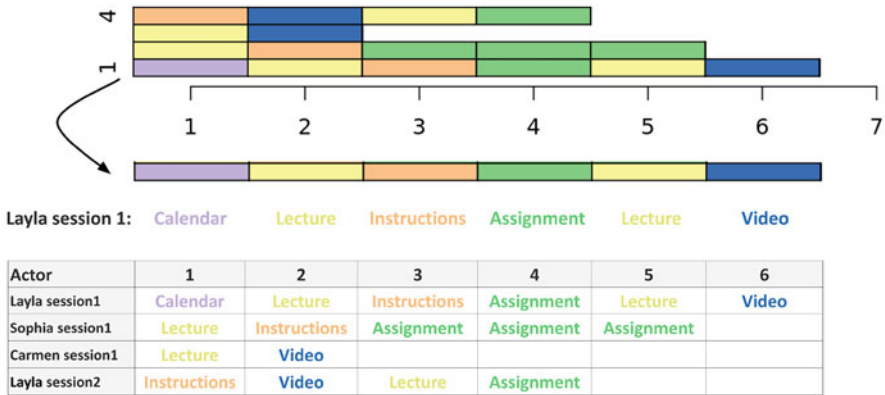 4
1
1 2 3 4 5 6 7
Layla session 1: Calendar Lecture Instructions Assignment Lecture Video
Actor 1 2 3 4 5 6
Layla session1 Calendar Lecture Instructions Assignment Lecture Video
Sophia session1 Lecture Instructions Assignment Assignment Assignment
Carmen session1 Lecture Video
Layla session2 Instructions Video Lecture Assignment